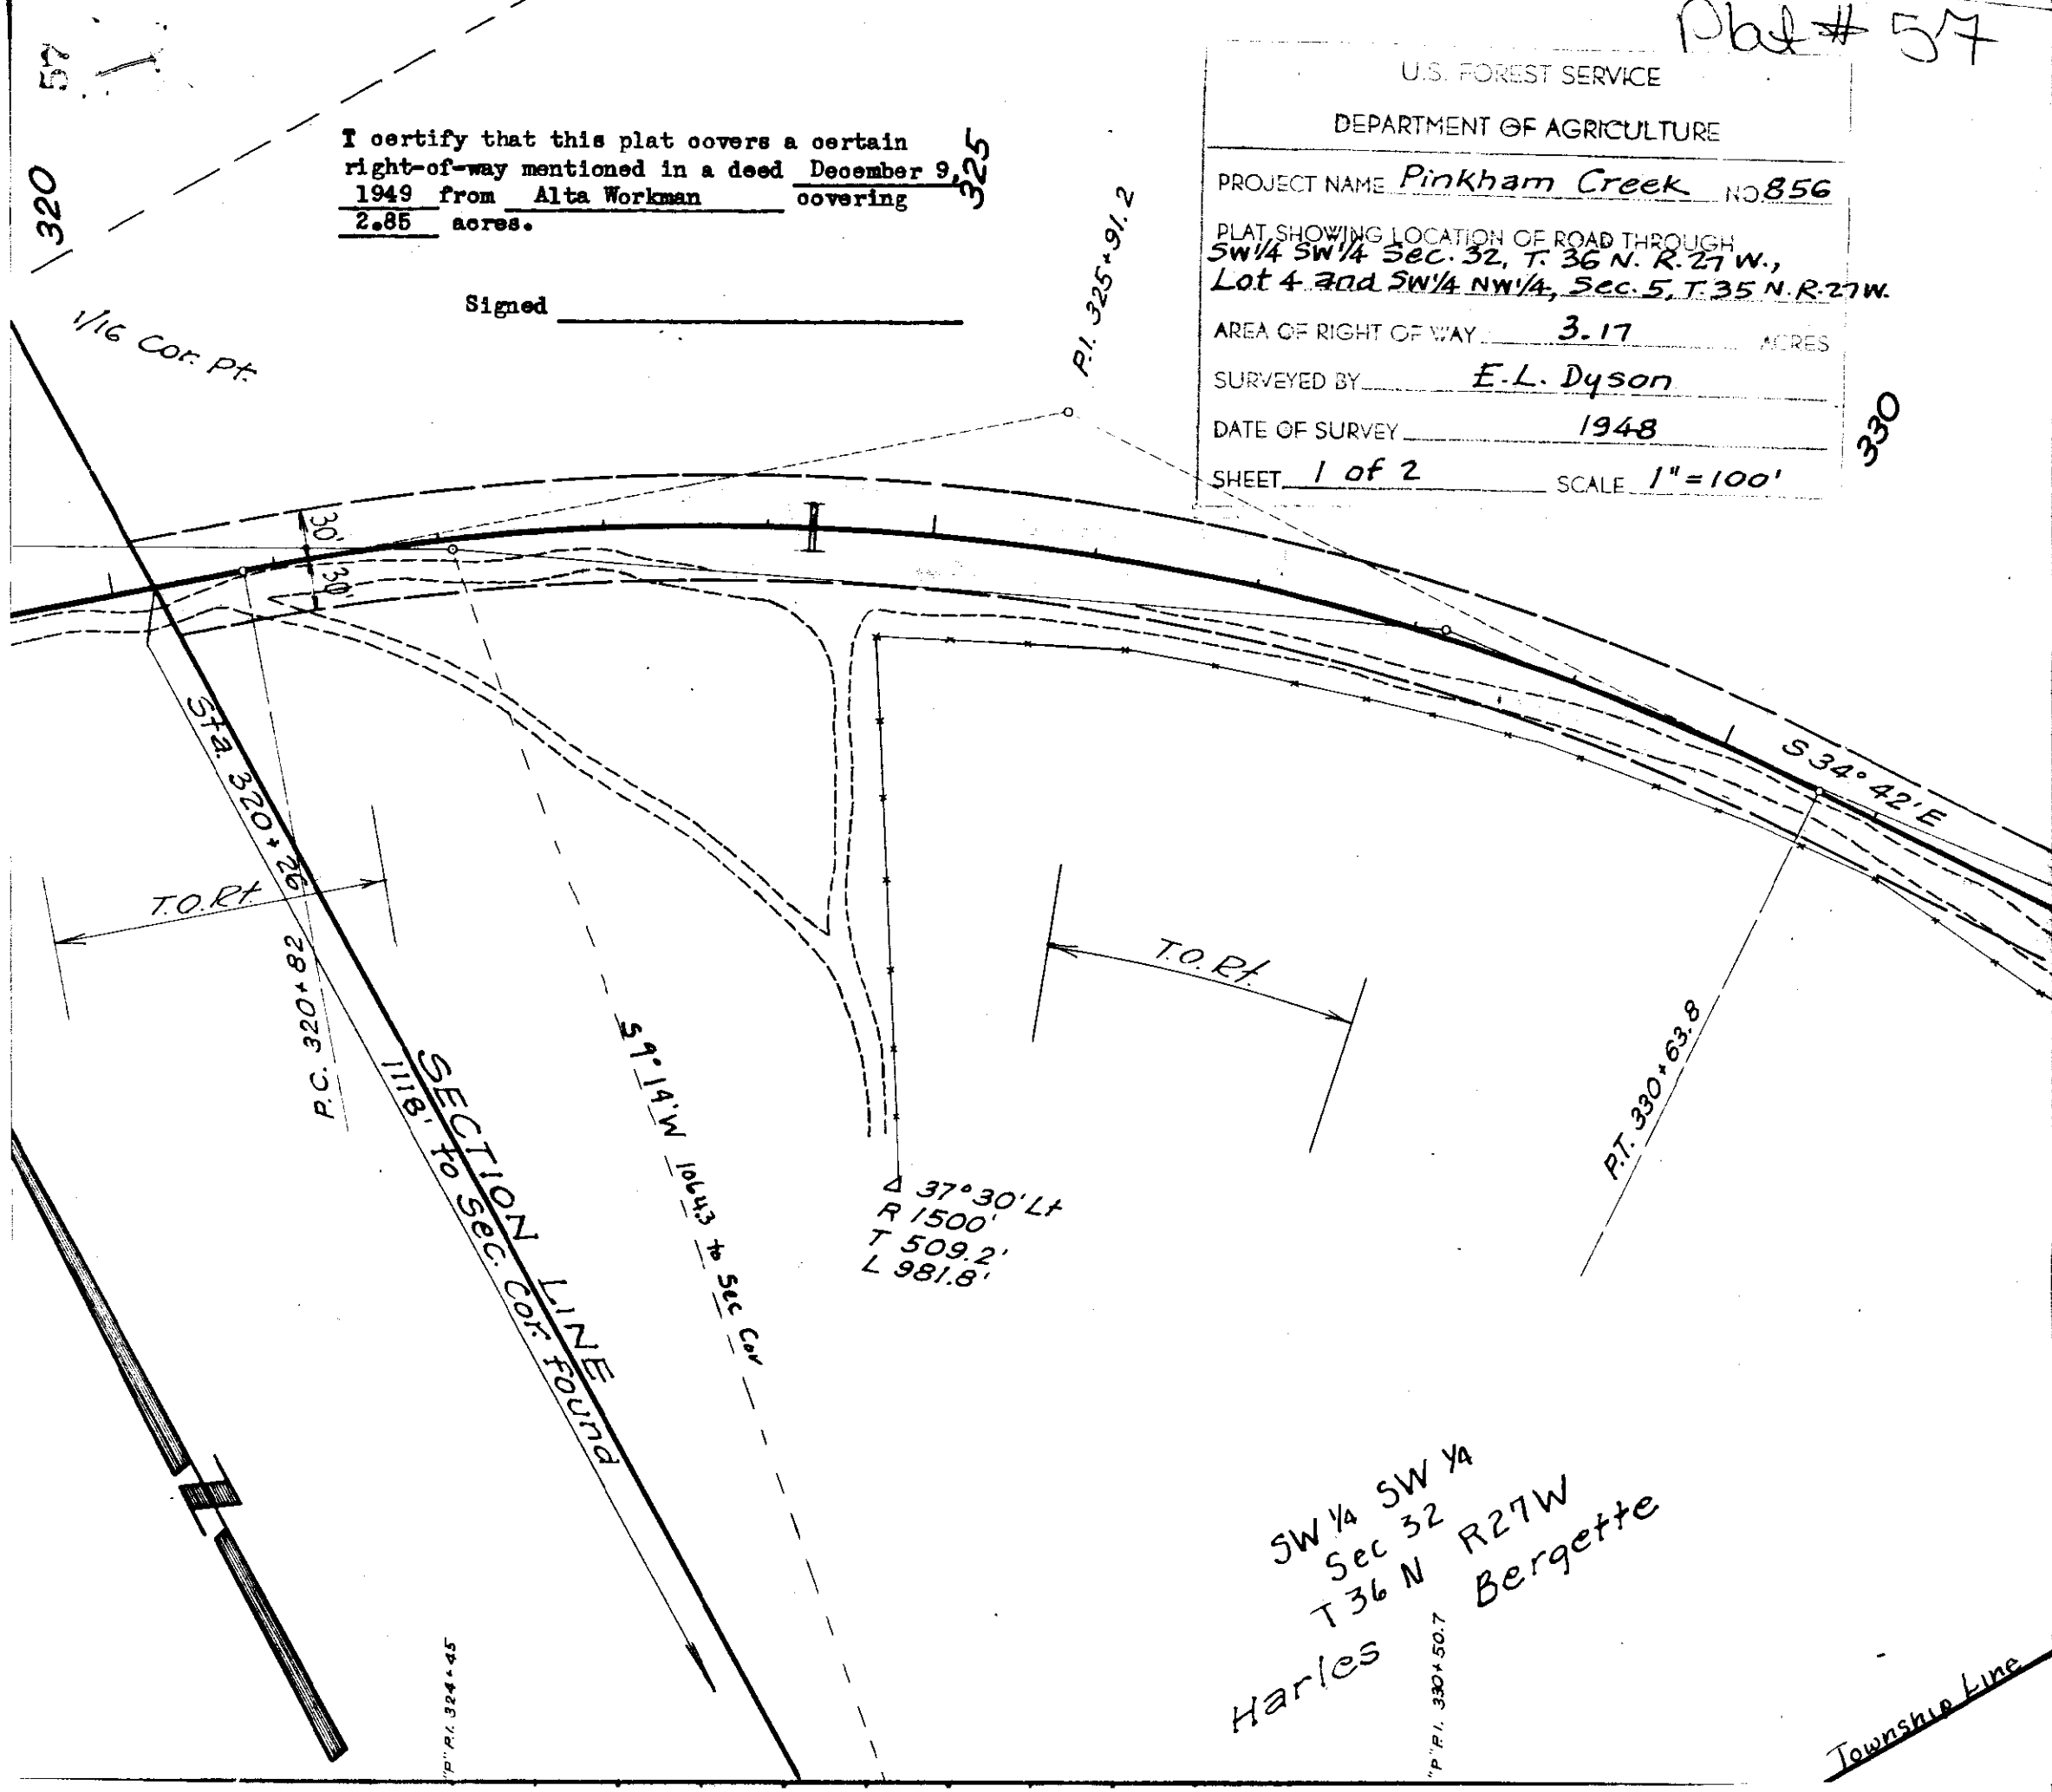 Plat # 57
57
320
I certify that this plat covers a certain
right-of-way mentioned in a deed December 9,
1949 from Alta Workman covering
2.85 acres.
Signed
325
U.S. FOREST SERVICE
DEPARTMENT OF AGRICULTURE
PROJECT NAME Pinkham Creek NO. 856
PLAT SHOWING LOCATION OF ROAD THROUGH
SW1/4 SW1/4 Sec. 32, T. 36 N. R. 27 W.,
Lot 4 and SW1/4 NW1/4, Sec. 5, T. 35 N. R. 27 W.
AREA OF RIGHT OF WAY 3.17 ACRES
SURVEYED BY E.L. Dyson
DATE OF SURVEY 1948
SHEET 1 of 2 SCALE 1"=100'
330
1/16 Cor. Pt.
P.I. 325+91.2
30'
30'
S 34° 42' E
Sta. 320+26
T.O.Rt.
T.O.Rt.
P.C. 320+82
P.T. 330+63.8
SECTION LINE
1118' to Sec. Cor. Found
S 9° 14' W 1064.3 to Sec Cor
Δ 37° 30' Lt
R 1500'
T 509.2'
L 981.8'
SW 1/4 SW 1/4
Sec 32
T 36 N R27W
Harles Bergette
"P" P.I. 324+45
"P" P.I. 330+50.7
Township Line